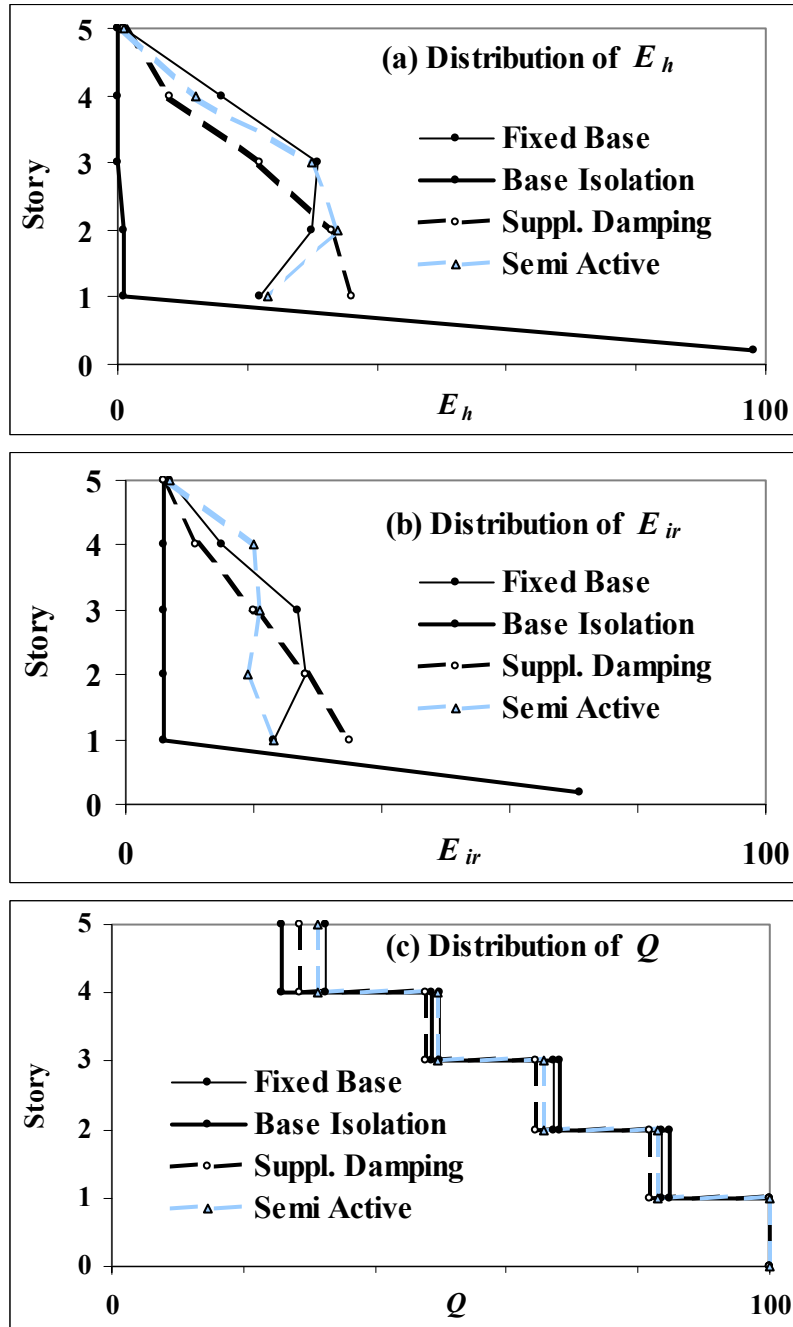 (a) Distribution of E h
Fixed Base
Base Isolation
Suppl. Damping
Semi Active
Story
5
4
3
2
1
0
0
100
E h
(b) Distribution of E ir
Fixed Base
Base Isolation
Suppl. Damping
Semi Active
Story
5
4
3
2
1
0
0
100
E ir
(c) Distribution of Q
Fixed Base
Base Isolation
Suppl. Damping
Semi Active
Story
5
4
3
2
1
0
0
100
Q